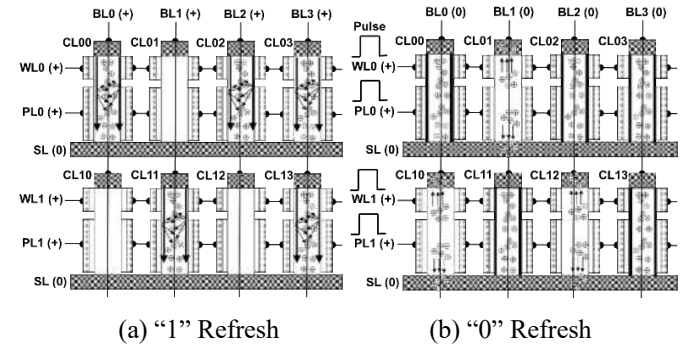 BL0 (+) BL1 (+) BL2 (+) BL3 (+)
CL00 CL01 CL02 CL03
WL0 (+)
PL0 (+)
SL (0)
CL10 CL11 CL12 CL13
WL1 (+)
PL1 (+)
SL (0)
(a) “1” Refresh
BL0 (0) BL1 (0) BL2 (0) BL3 (0)
Pulse
CL00 CL01 CL02 CL03
WL0 (+)
PL0 (+)
SL (0)
CL10 CL11 CL12 CL13
WL1 (+)
PL1 (+)
SL (0)
(b) “0” Refresh